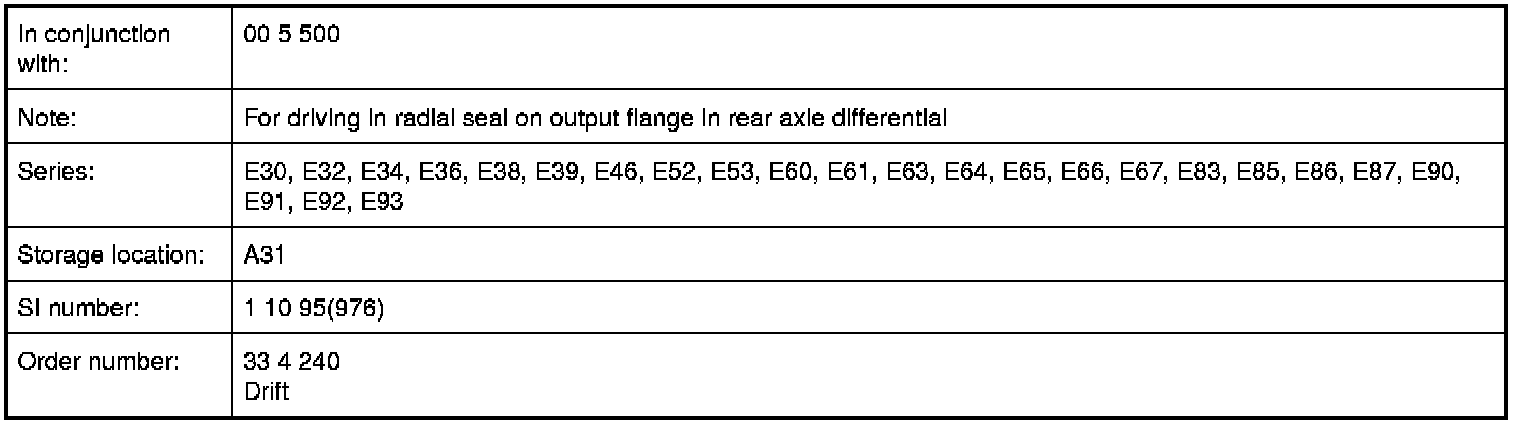 In conjunction
with:
00 5 500
Note:
For driving in radial seal on output flange in rear axle differential
Series:
E30, E32, E34, E36, E38, E39, E46, E52, E53, E60, E61, E63, E64, E65, E66, E67, E83, E85, E86, E87, E90,
E91, E92, E93
Storage location:
A31
SI number:
1 10 95(976)
Order number:
33 4 240
Drift